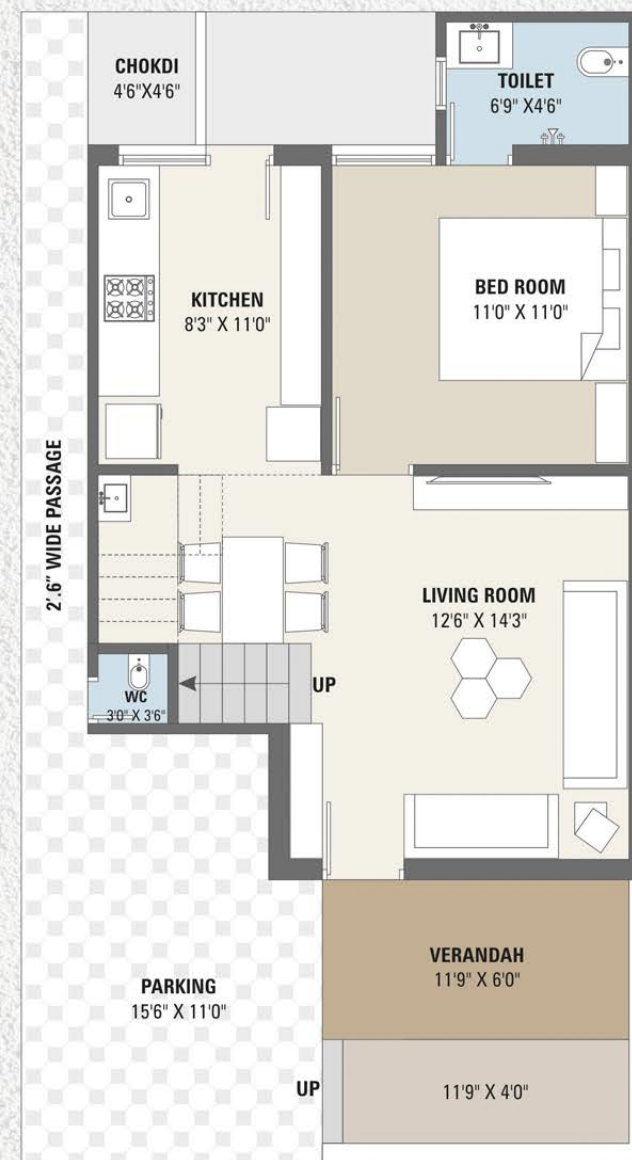 CHOKDI
4'6"X4'6"
TOILET
6'9" X4'6"
KITCHEN
8'3" X 11'0"
BED ROOM
11'0" X 11'0"
2'.6" WIDE PASSAGE
LIVING ROOM
12'6" X 14'3"
WC
3'0" X 3'6"
UP
VERANDAH
11'9" X 6'0"
PARKING
15'6" X 11'0"
UP
11'9" X 4'0"